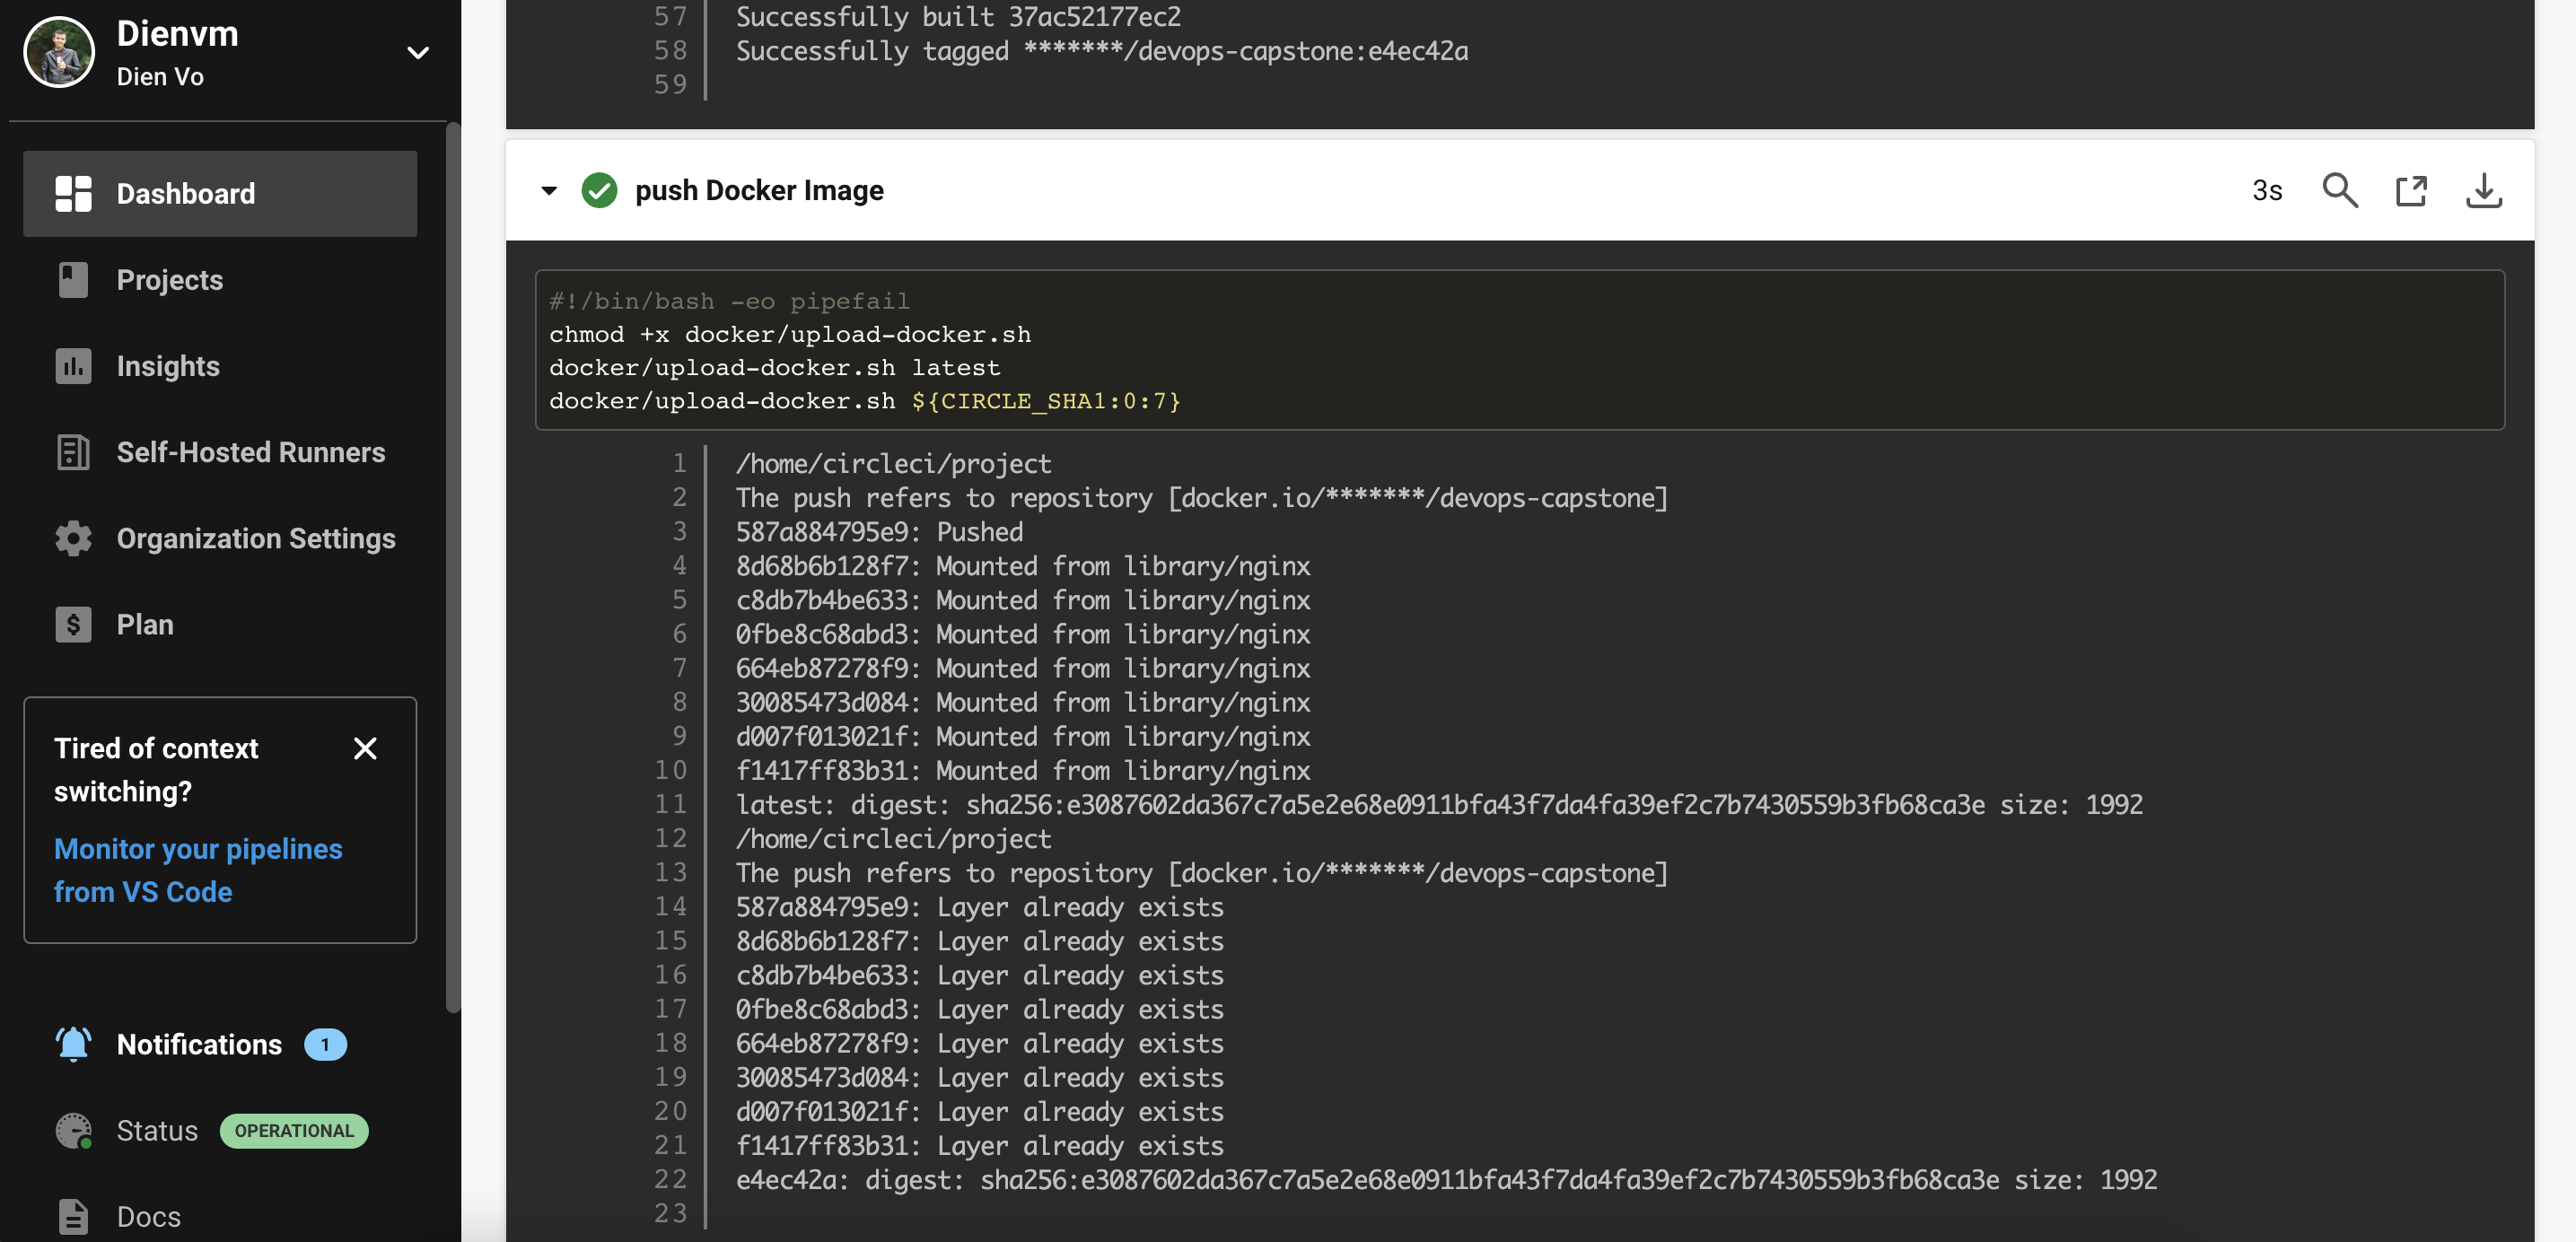 Dienvm
Dien Vo
Dashboard
Projects
Insights
Self-Hosted Runners
Organization Settings
$ Plan
Tired of context
switching?
Monitor your pipelines
from VS Code
Notifications 1
Status OPERATIONAL
Docs
57 Successfully built 37ac52177ec2
58 Successfully tagged *******/devops-capstone:e4ec42a
59
push Docker Image 3s
#!/bin/bash -eo pipefail
chmod +x docker/upload-docker.sh
docker/upload-docker.sh latest
docker/upload-docker.sh ${CIRCLE_SHA1:0:7}
1 /home/circleci/project
2 The push refers to repository [docker.io/*******/devops-capstone]
3 587a884795e9: Pushed
4 8d68b6b128f7: Mounted from library/nginx
5 c8db7b4be633: Mounted from library/nginx
6 0fbe8c68abd3: Mounted from library/nginx
7 664eb87278f9: Mounted from library/nginx
8 30085473d084: Mounted from library/nginx
9 d007f013021f: Mounted from library/nginx
10 f1417ff83b31: Mounted from library/nginx
11 latest: digest: sha256:e3087602da367c7a5e2e68e0911bfa43f7da4fa39ef2c7b7430559b3fb68ca3e size: 1992
12 /home/circleci/project
13 The push refers to repository [docker.io/*******/devops-capstone]
14 587a884795e9: Layer already exists
15 8d68b6b128f7: Layer already exists
16 c8db7b4be633: Layer already exists
17 0fbe8c68abd3: Layer already exists
18 664eb87278f9: Layer already exists
19 30085473d084: Layer already exists
20 d007f013021f: Layer already exists
21 f1417ff83b31: Layer already exists
22 e4ec42a: digest: sha256:e3087602da367c7a5e2e68e0911bfa43f7da4fa39ef2c7b7430559b3fb68ca3e size: 1992
23